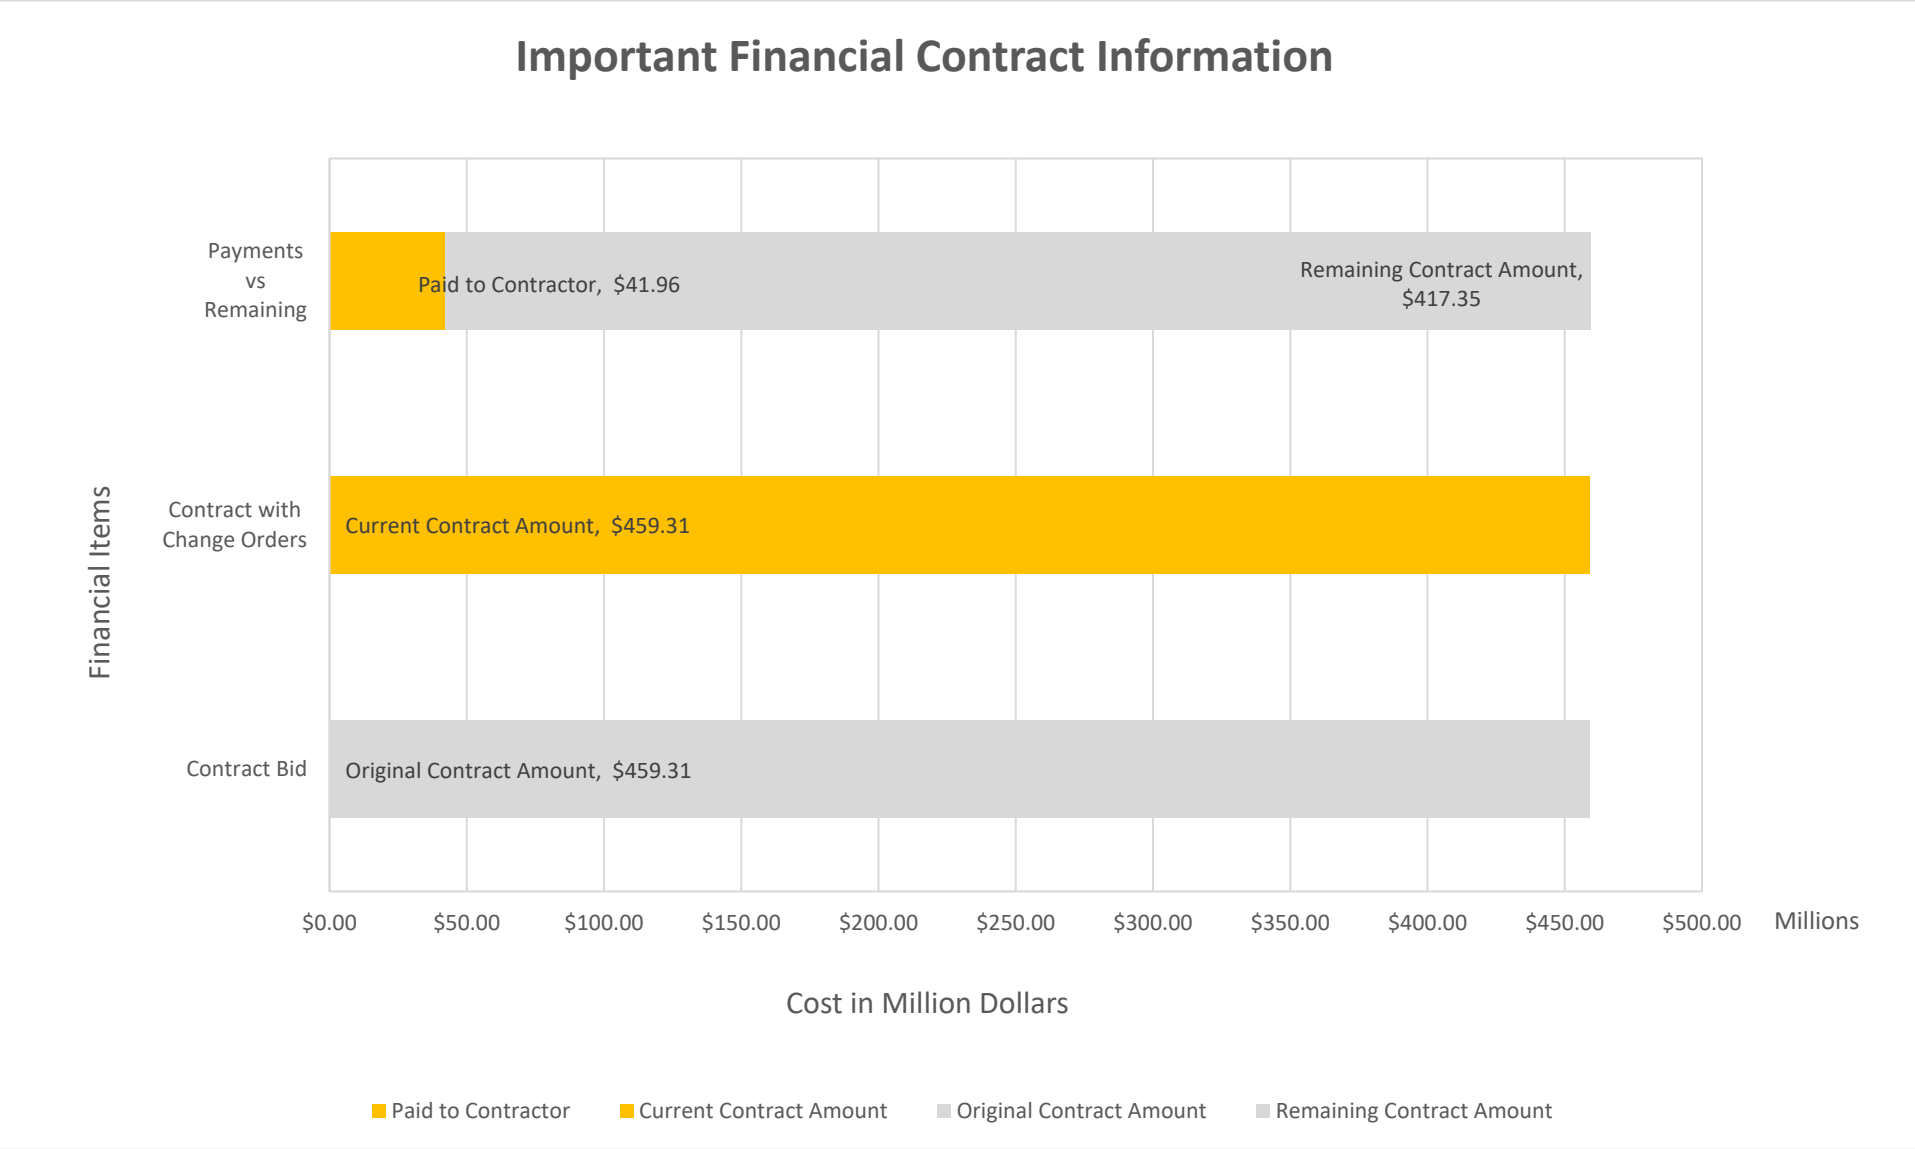 Important Financial Contract Information
Payments
vs
Remaining
Paid to Contractor, $41.96
Remaining Contract Amount,
$417.35
Financial Items
Contract with
Change Orders
Current Contract Amount, $459.31
Contract Bid
Original Contract Amount, $459.31
$0.00 $50.00 $100.00 $150.00 $200.00 $250.00 $300.00 $350.00 $400.00 $450.00 $500.00 Millions
Cost in Million Dollars
Paid to Contractor Current Contract Amount Original Contract Amount Remaining Contract Amount